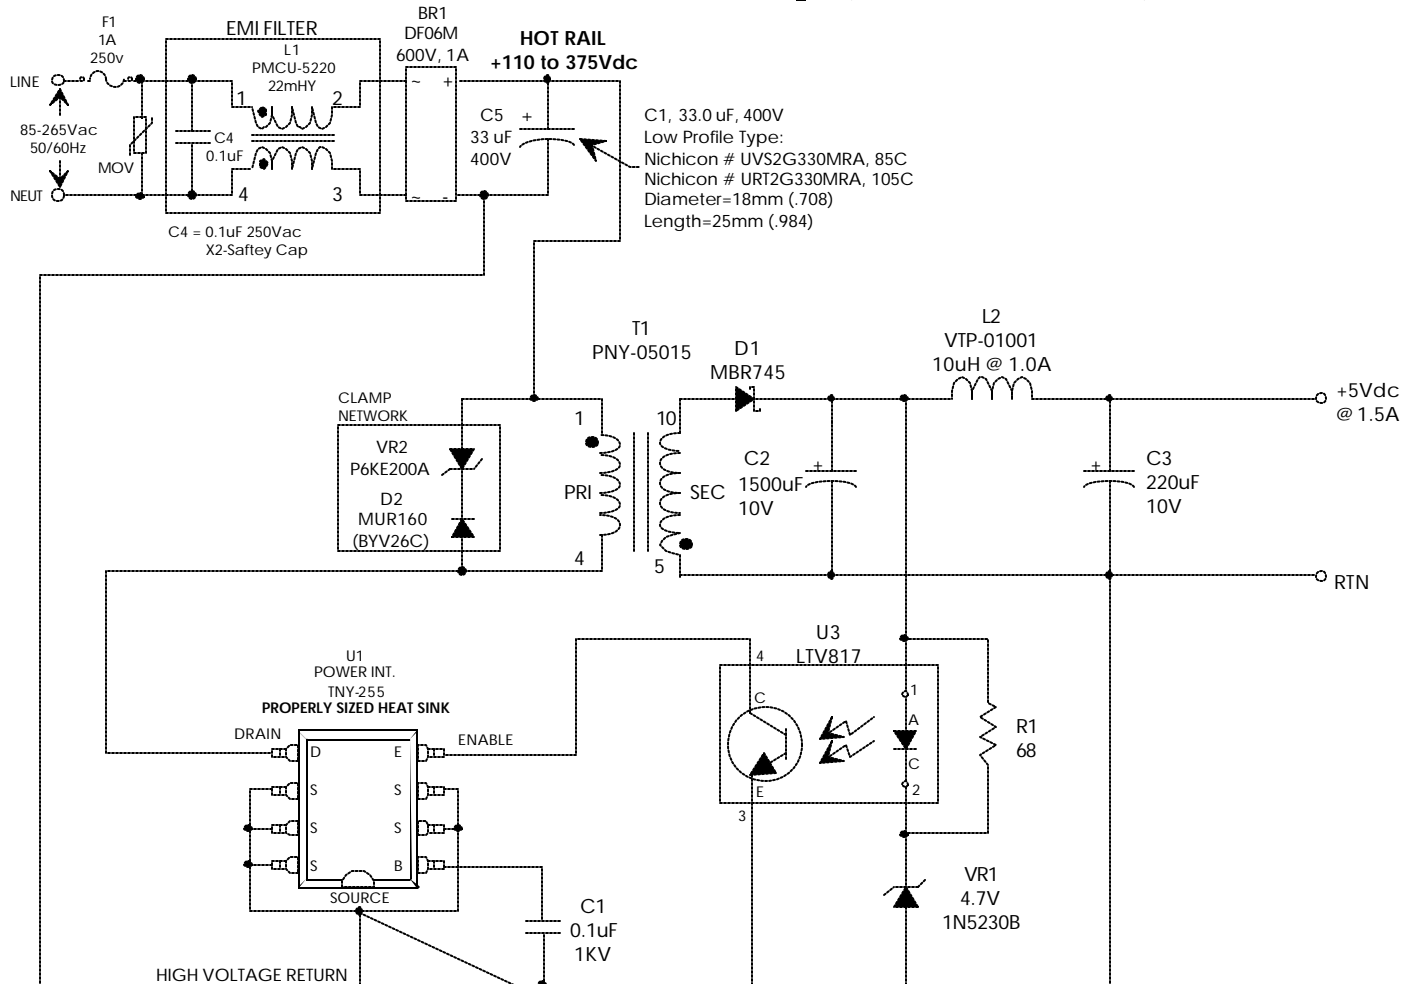 F1
1A
250v
LINE
85-265Vac
50/60Hz
NEUT
MOV
EMI FILTER
L1
PMCU-5220
22mHY
1
2
C4
0.1uF
4
3
C4 = 0.1uF 250Vac
X2-Saftey Cap
BR1
DF06M
600V, 1A
~
+
~
-
HOT RAIL
+110 to 375Vdc
C5
33 uF
400V
+
C1, 33.0 uF, 400V
Low Profile Type:
Nichicon # UVS2G330MRA, 85C
Nichicon # URT2G330MRA, 105C
Diameter=18mm (.708)
Length=25mm (.984)
CLAMP
NETWORK
VR2
P6KE200A
D2
MUR160
(BYV26C)
T1
PNY-05015
1
10
PRI
SEC
4
5
D1
MBR745
C2
1500uF
10V
+
L2
VTP-01001
10uH @ 1.0A
C3
220uF
10V
+
+5Vdc
@ 1.5A
RTN
U1
POWER INT.
TNY-255
PROPERLY SIZED HEAT SINK
DRAIN
ENABLE
D
E
S
S
S
S
S
B
SOURCE
HIGH VOLTAGE RETURN
C1
0.1uF
1KV
U3
LTV817
4
C
E
3
1
A
C
2
R1
68
VR1
4.7V
1N5230B